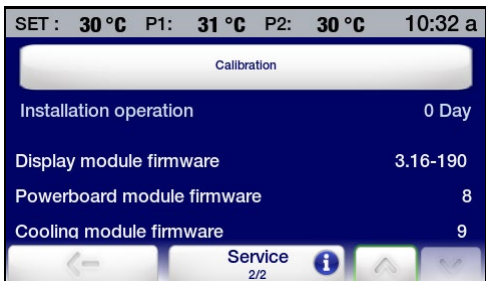 SET : 30 °C P1: 31 °C P2: 30 °C 10:32 a
Calibration
Installation operation 0 Day
Display module firmware 3.16-190
Powerboard module firmware 8
Cooling module firmware 9
Service
2/2